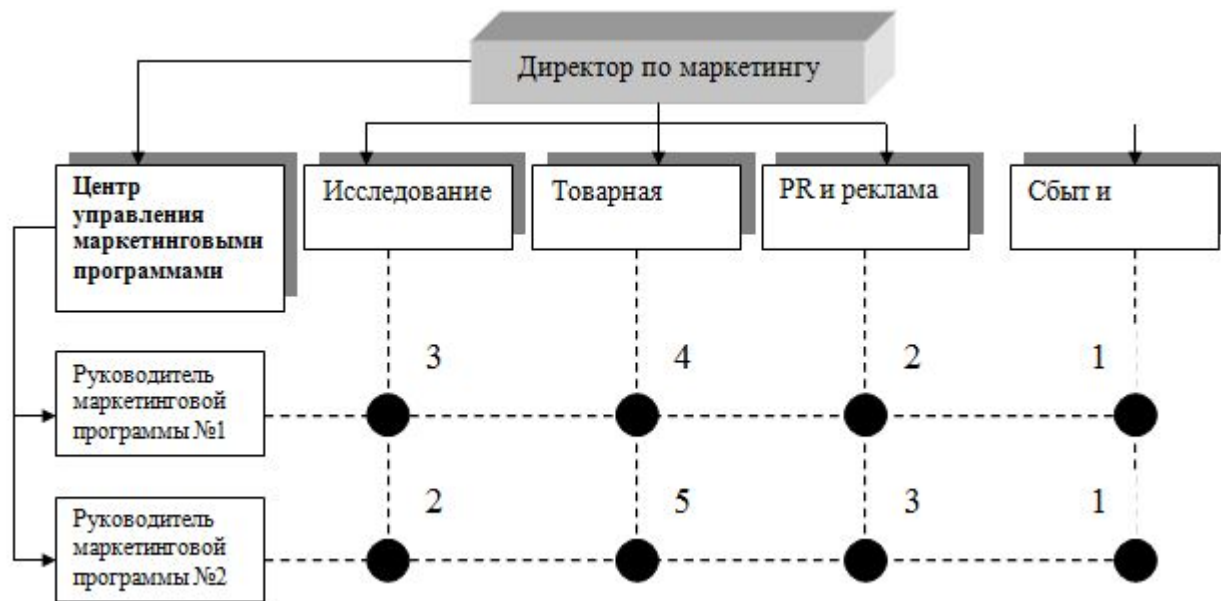 Директор по маркетингу
Центр
управления
маркетинговыми
программами
Исследование
Товарная
PR и реклама
Сбыт и
3 4 2 1
Руководитель
маркетинговой
программы №1
2 5 3 1
Руководитель
маркетинговой
программы №2